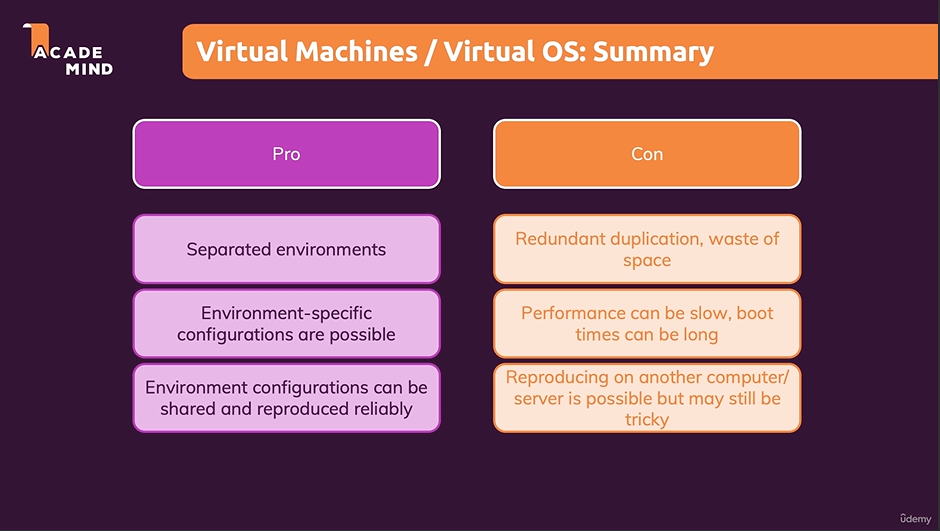 ACADE
MIND
Virtual Machines / Virtual OS: Summary
Pro
Con
Separated environments
Redundant duplication, waste of
space
Environment-specific
configurations are possible
Performance can be slow, boot
times can be long
Environment configurations can be
shared and reproduced reliably
Reproducing on another computer/
server is possible but may still be
tricky
udemy